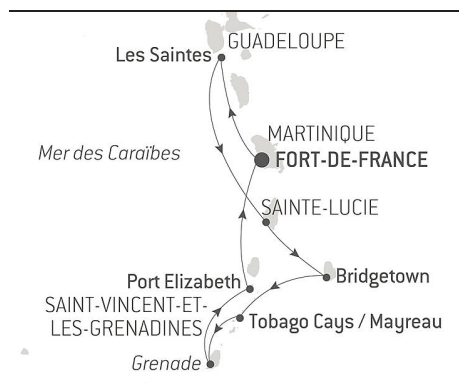 GUADELOUPE
Les Saintes
MARTINIQUE
Mer des Caraïbes
FORT-DE-FRANCE
SAINTE-LUCIE
Port Elizabeth
Bridgetown
SAINT-VINCENT-ET-
LES-GRENADINES
Tobago Cays / Mayreau
Grenade